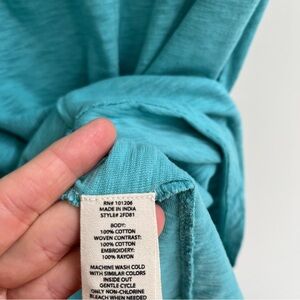 RN# 101206
MADE IN INDIA
STYLE# 2FD81
BODY:
100% COTTON
WOVEN CONTRAST:
100% COTTON
EMBROIDERY:
100% RAYON
MACHINE WASH COLD
WITH SIMILAR COLORS
INSIDE OUT
GENTLE CYCLE
ONLY NON-CHLORINE
BLEACH WHEN NEEDED